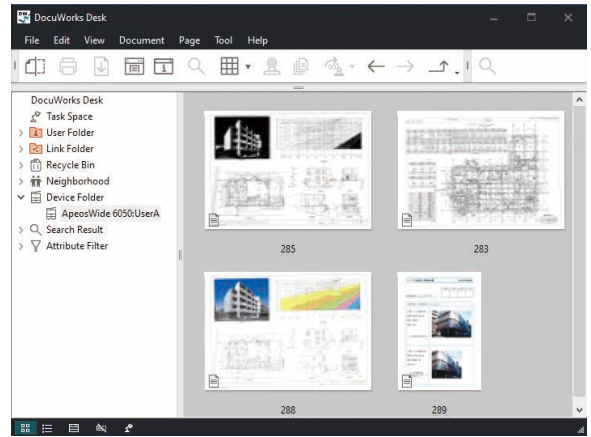 DocuWorks Desk
File Edit View Document Page Tool Help
DocuWorks Desk
Task Space
User Folder
Link Folder
Recycle Bin
Neighborhood
Device Folder
ApeosWide 6050:UserA
Search Result
Attribute Filter
285
283
288
289